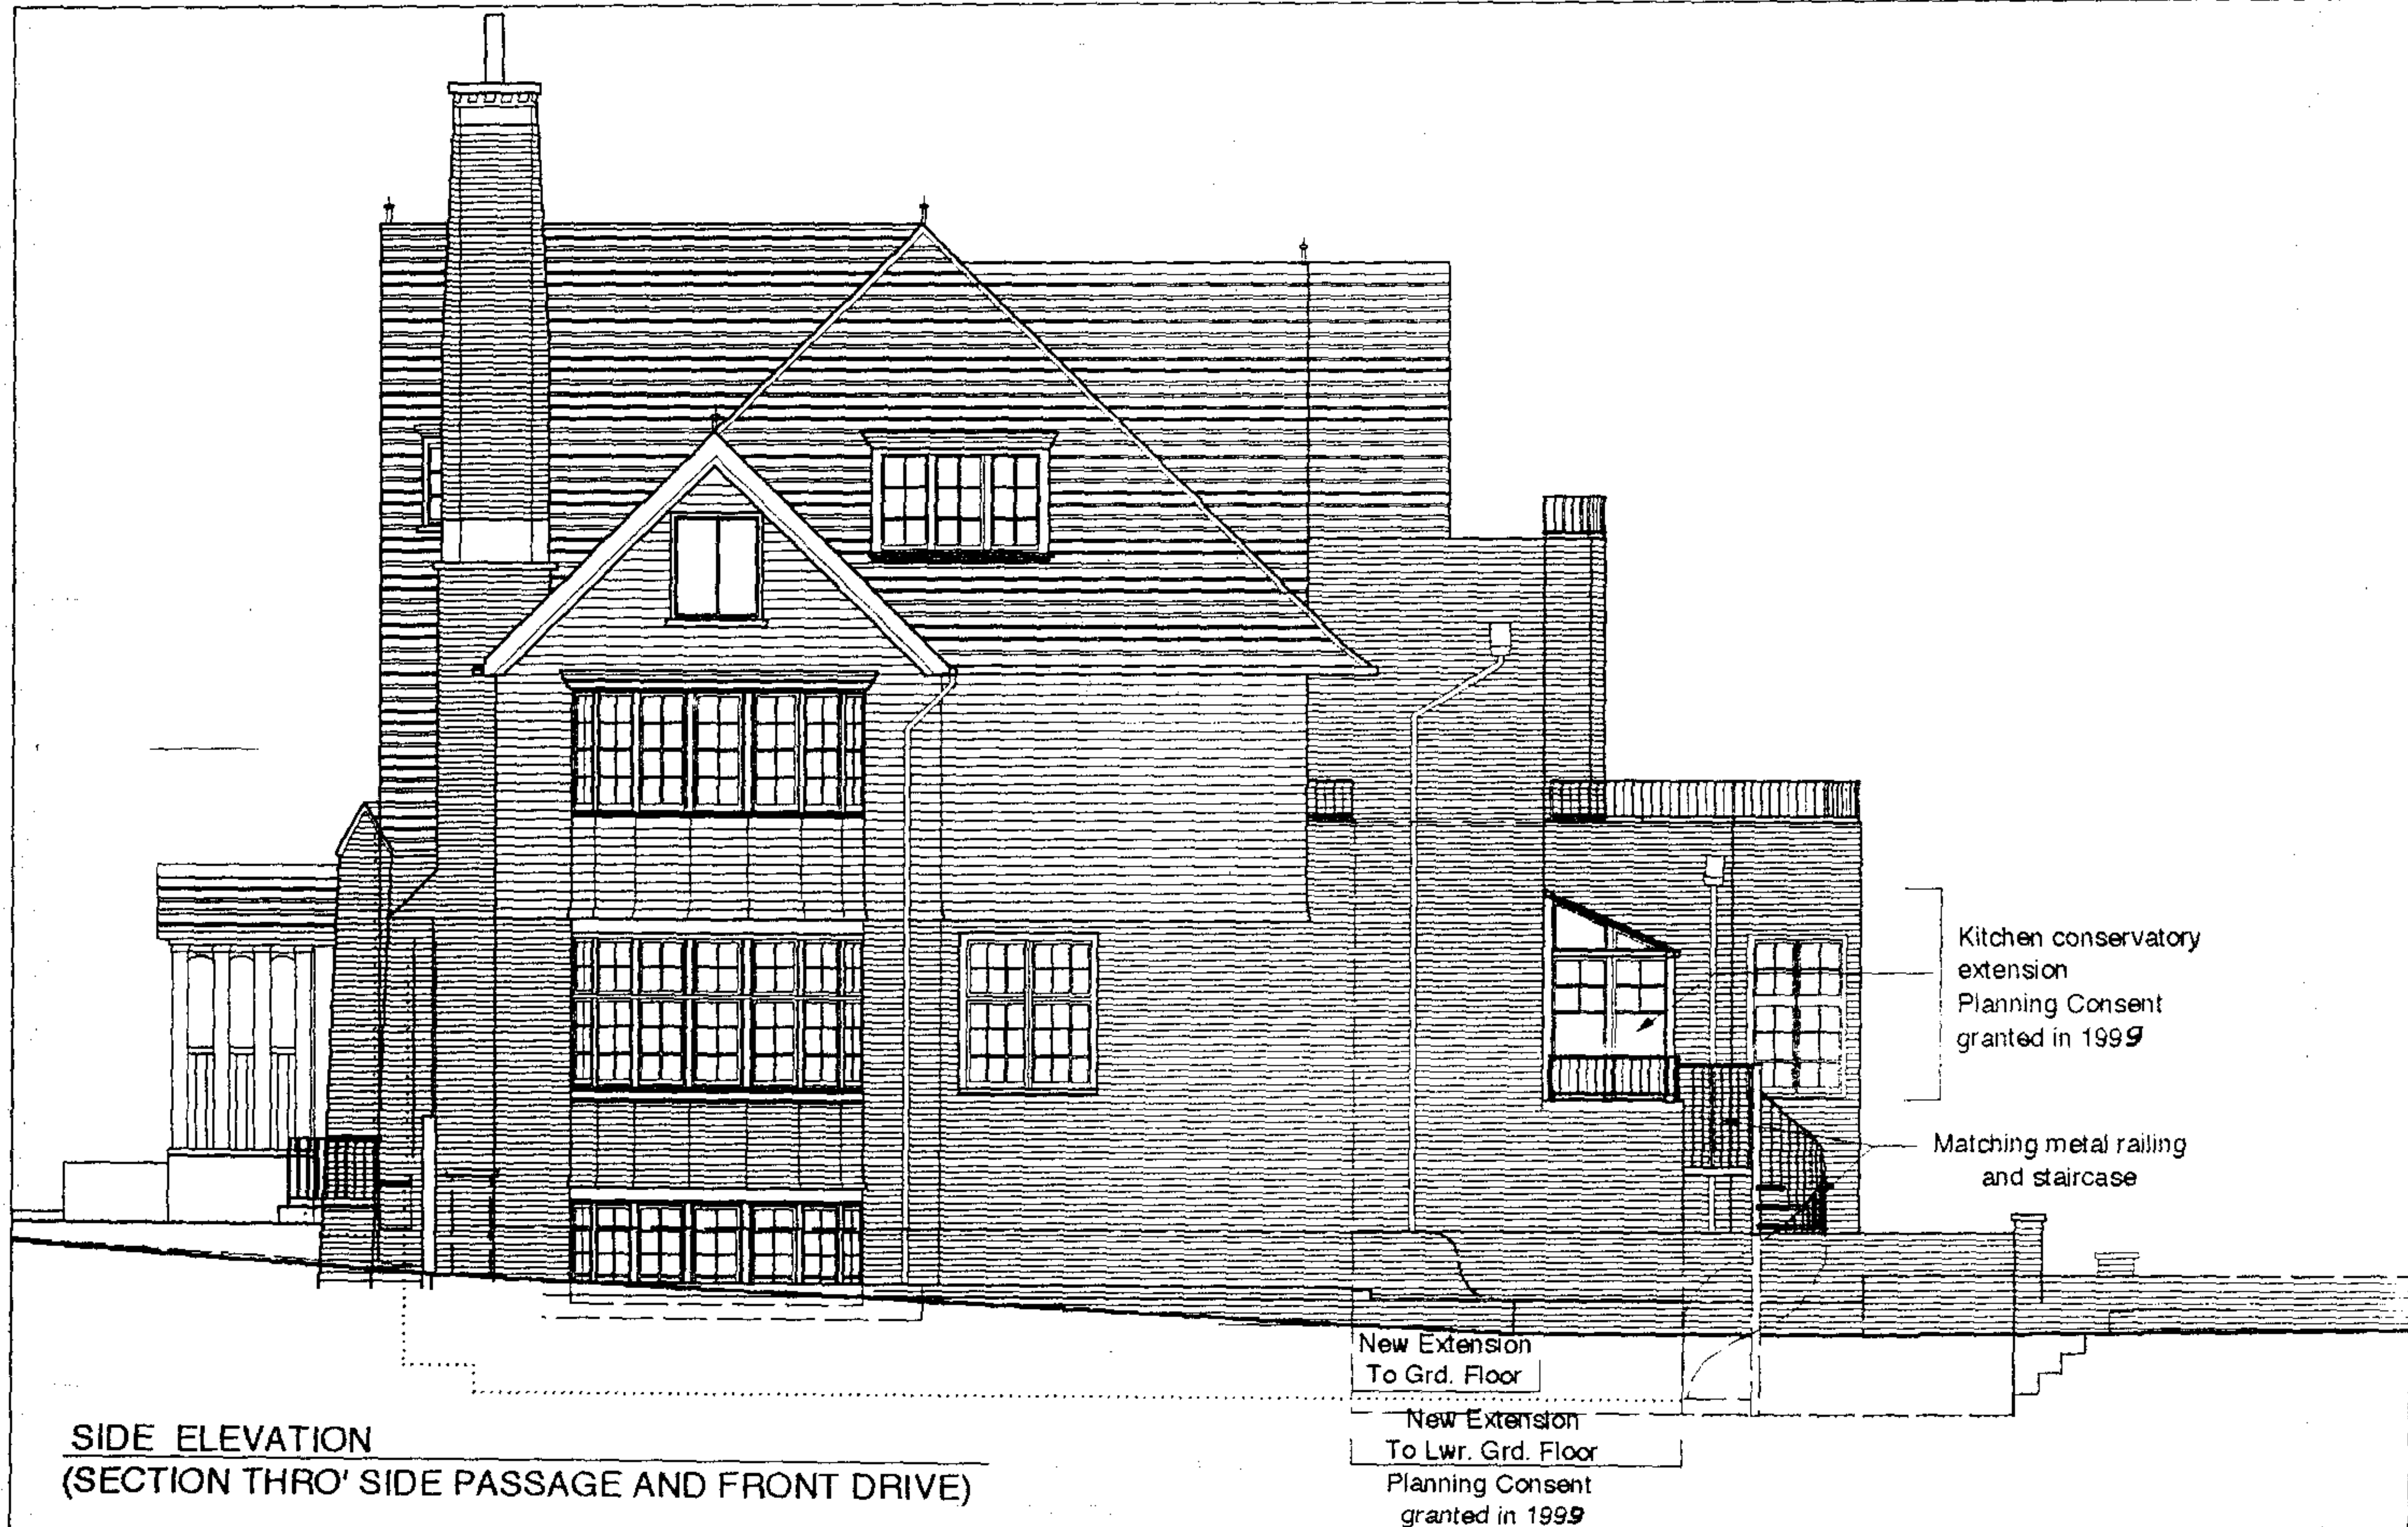 Kitchen conservatory
extension
Planning Consent
granted in 1999
Matching metal railing
and staircase
New Extension
To Grd. Floor
New Extension
To Lwr. Grd. Floor
Planning Consent
granted in 1999
SIDE ELEVATION
(SECTION THRO' SIDE PASSAGE AND FRONT DRIVE)